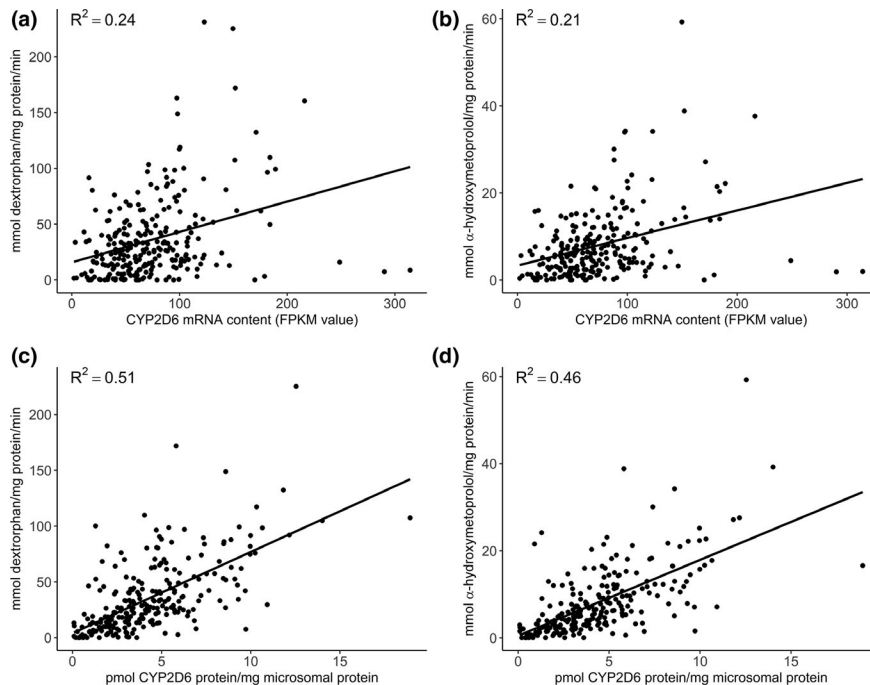 (a)
R² = 0.24
mmol dextrorphan/mg protein/min
200
150
100
50
0
0 100 200 300
CYP2D6 mRNA content (FPKM value)
(b)
R² = 0.21
mmol α-hydroxymetoprolol/mg protein/min
60
40
20
0
0 100 200 300
CYP2D6 mRNA content (FPKM value)
(c)
R² = 0.51
mmol dextrorphan/mg protein/min
200
150
100
50
0
0 5 10 15
pmol CYP2D6 protein/mg microsomal protein
(d)
R² = 0.46
mmol α-hydroxymetoprolol/mg protein/min
60
40
20
0
0 5 10 15
pmol CYP2D6 protein/mg microsomal protein